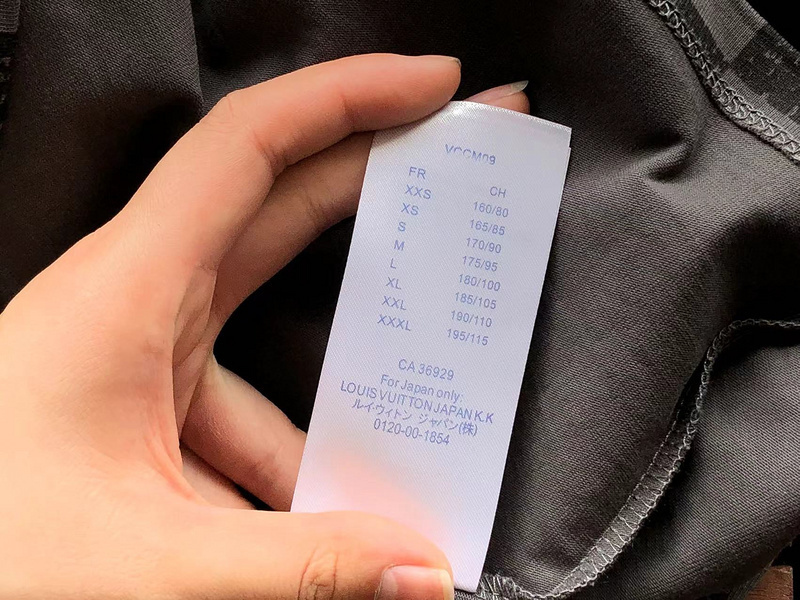 VCCM09
FR CH
XXS 160/80
XS 165/85
S 170/90
M 175/95
L 180/100
XL 185/105
XXL 190/110
XXXL 195/115
CA 36929
For Japan only:
LOUIS VUITTON JAPAN K.K
ルイ・ヴィトン ジャパン(株)
0120-00-1854